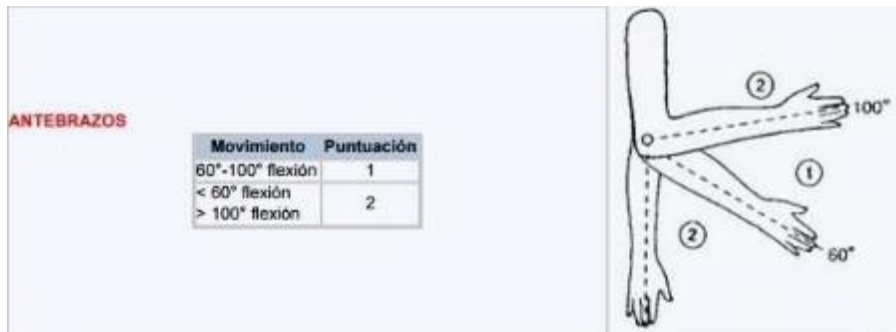 ANTEBRAZOS
Movimiento Puntuación
60°-100° flexión 1
< 60° flexión
> 100° flexión
2
2
100°
1
2
60°